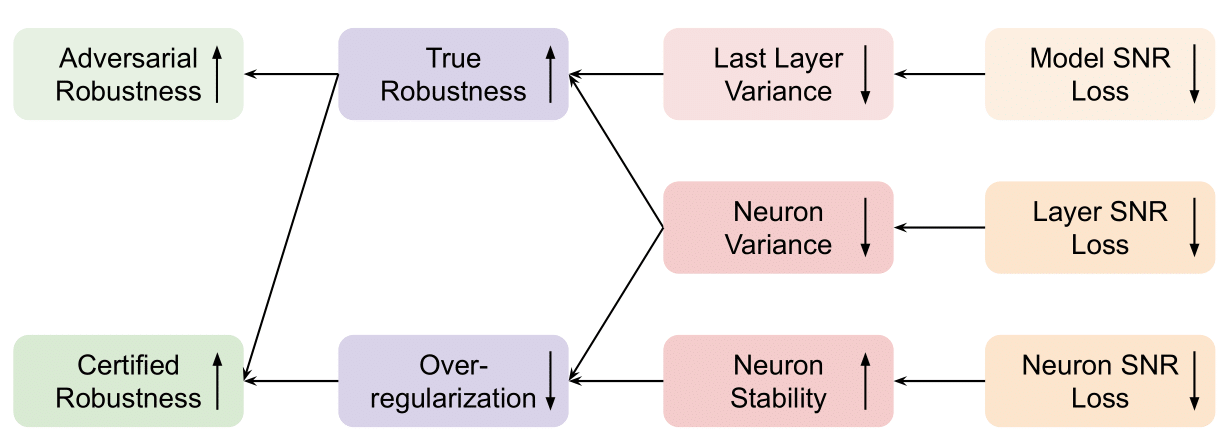 Adversarial
Robustness
True
Robustness
Last Layer
Variance
Model SNR
Loss
Neuron
Variance
Layer SNR
Loss
Certified
Robustness
Over-
regularization
Neuron
Stability
Neuron SNR
Loss